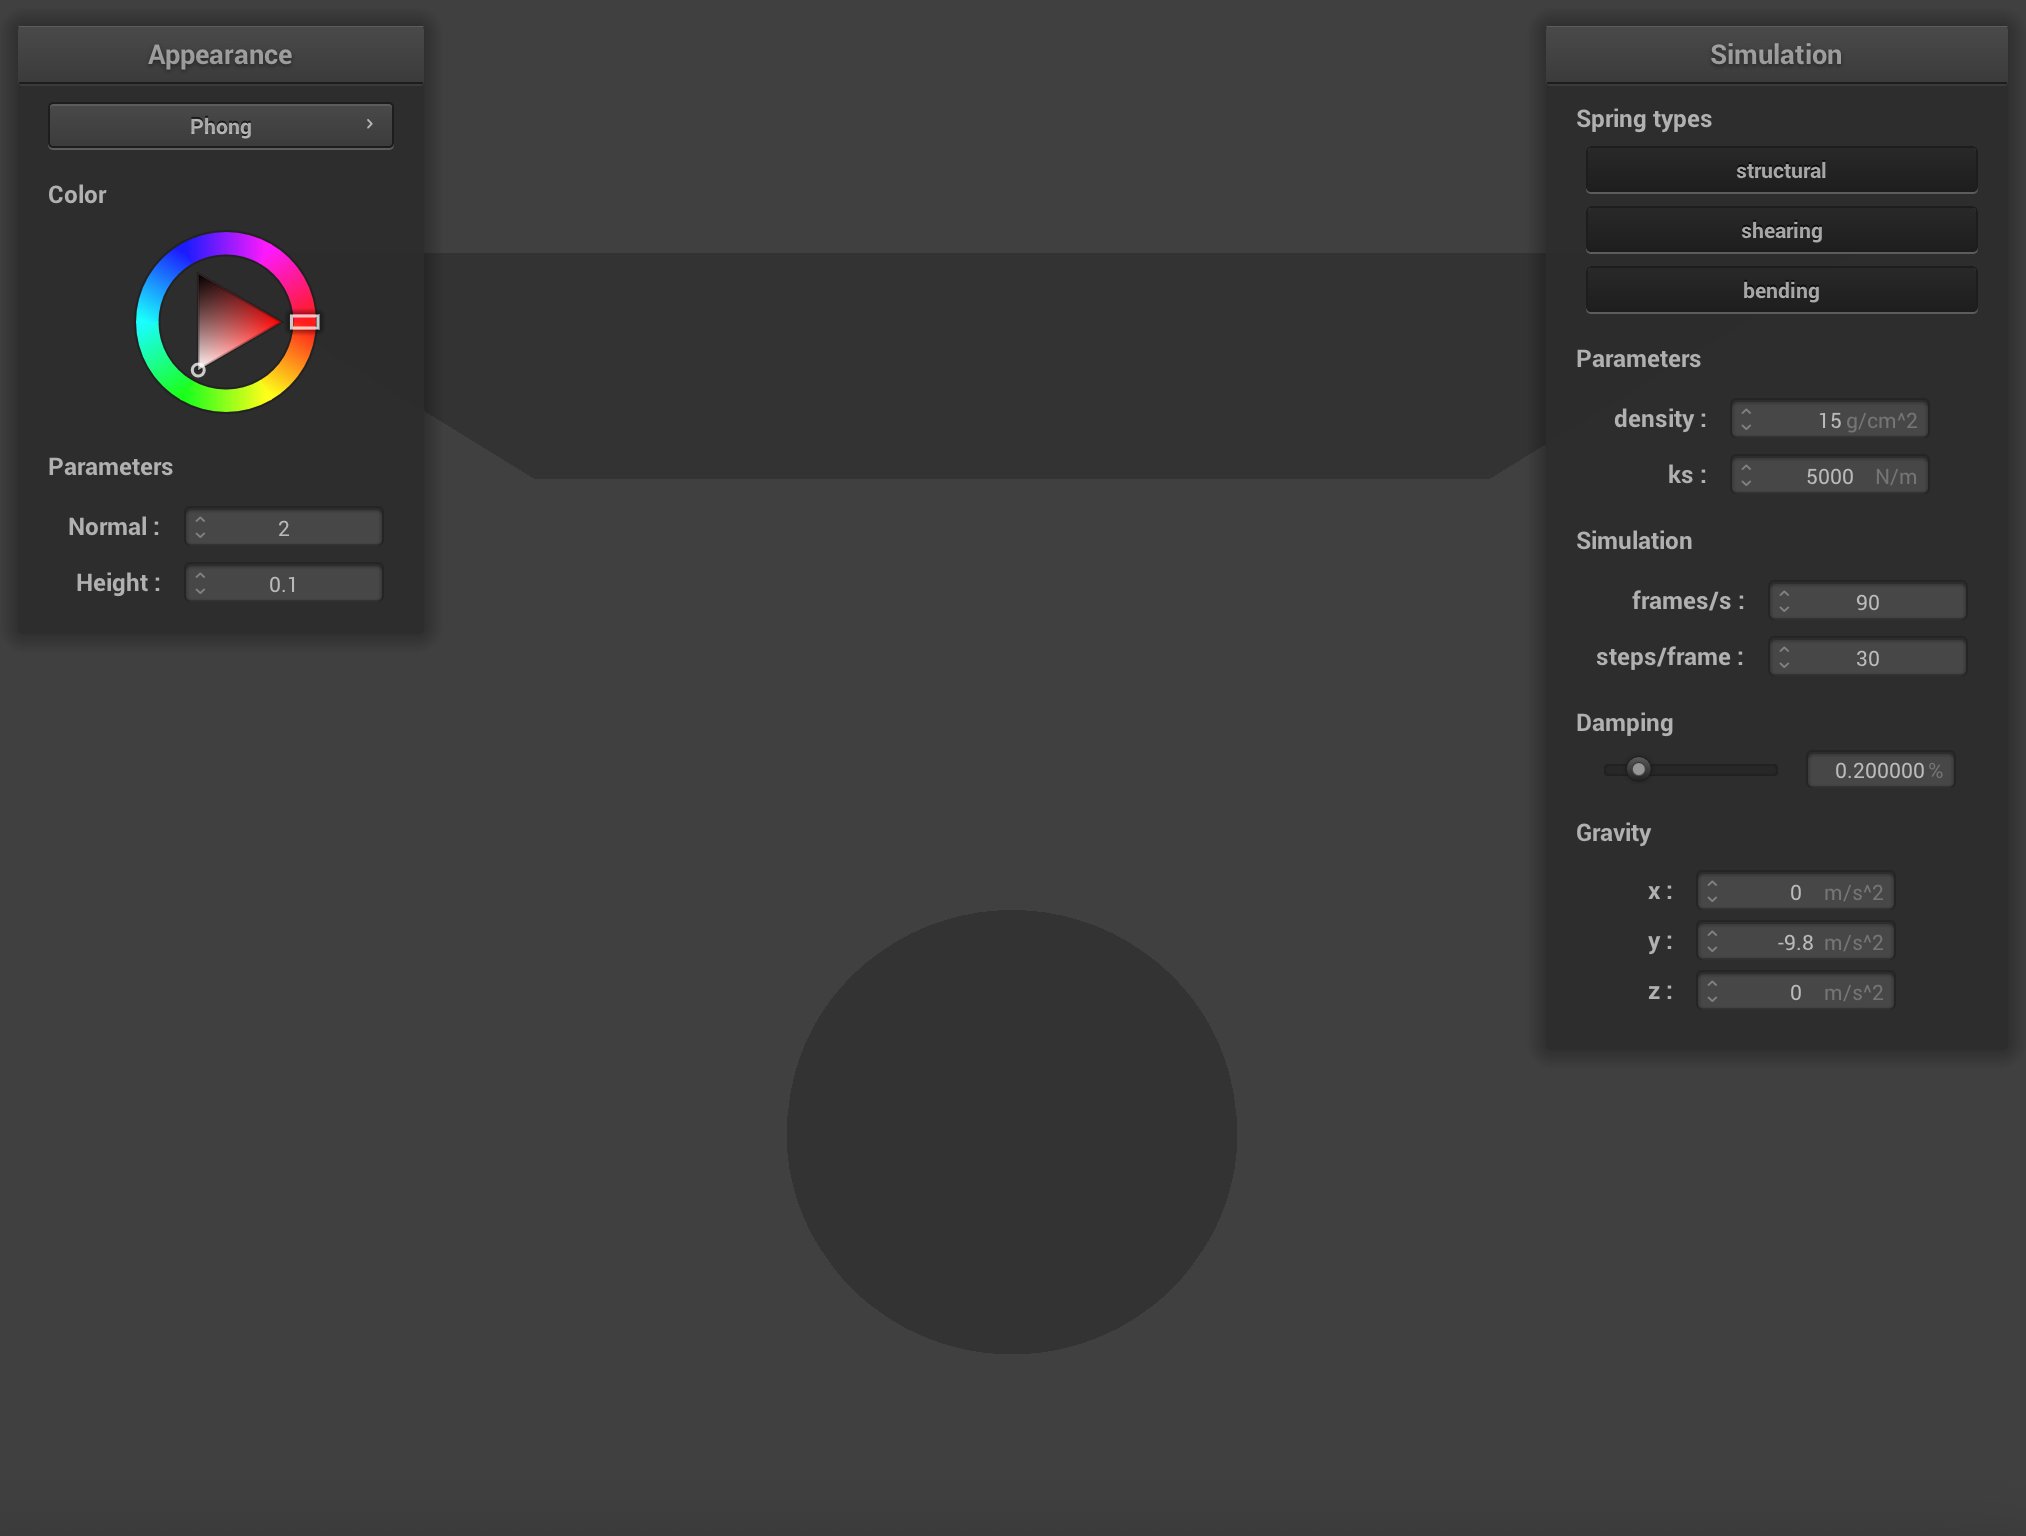 Appearance
Phong
Color
Parameters
Normal : 2
Height : 0.1
Simulation
Spring types
structural
shearing
bending
Parameters
density : 15 g/cm^2
ks : 5000 N/m
Simulation
frames/s : 90
steps/frame : 30
Damping
0.200000 %
Gravity
x : 0 m/s^2
y : -9.8 m/s^2
z : 0 m/s^2